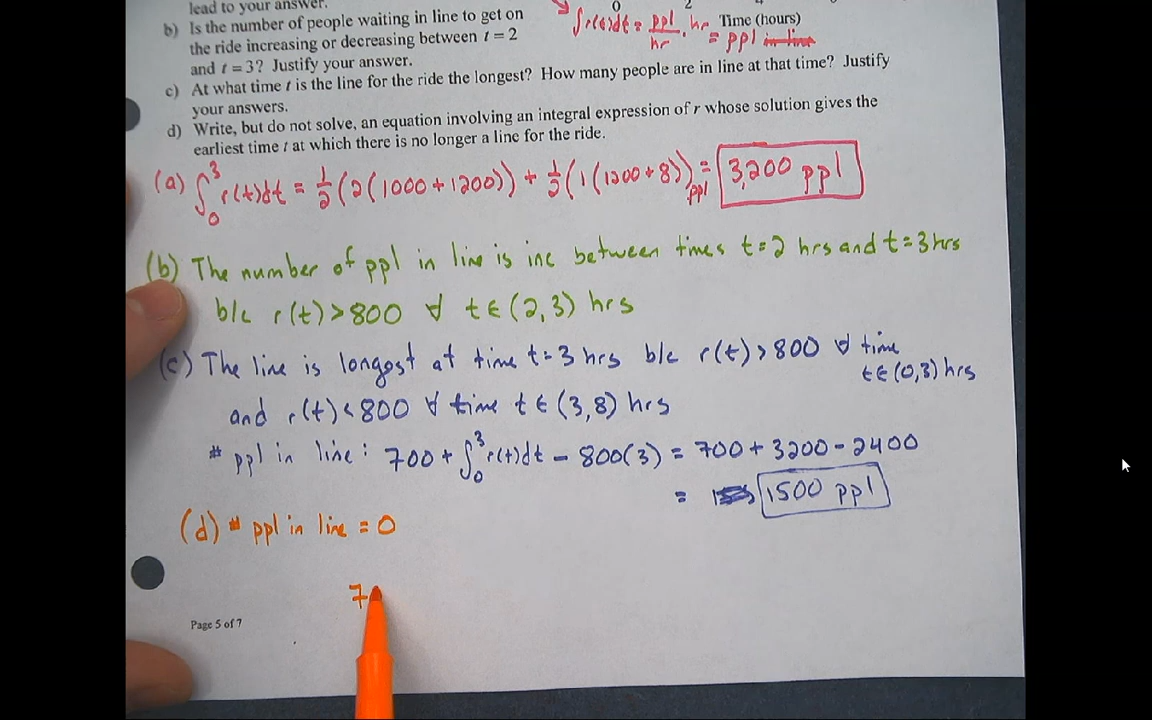 lead to your answer.
b) Is the number of people waiting in line to get on
the ride increasing or decreasing between t = 2
and t = 3? Justify your answer.
0 2
∫r(t)dt = ppl/hr · hr Time (hours)
= ppl in line
c) At what time t is the line for the ride the longest? How many people are in line at that time? Justify
your answers.
d) Write, but do not solve, an equation involving an integral expression of r whose solution gives the
earliest time t at which there is no longer a line for the ride.
(a) ∫₀³ r(t)dt = 1/2(2(1000+1200)) + 1/2(1(1200+8)) = 3,200 ppl
ppl
(b) The number of ppl in line is inc between times t=2 hrs and t=3 hrs
b/c r(t)>800 ∀ t∈(2,3) hrs
(c) The line is longest at time t=3 hrs b/c r(t)>800 ∀ time
t∈(0,3) hrs
and r(t)<800 ∀ time t∈(3,8) hrs
# ppl in line: 700 + ∫₀³ r(t)dt - 800(3) = 700 + 3200 - 2400
= 1500 ppl
(d) # ppl in line = 0
7
Page 5 of 7